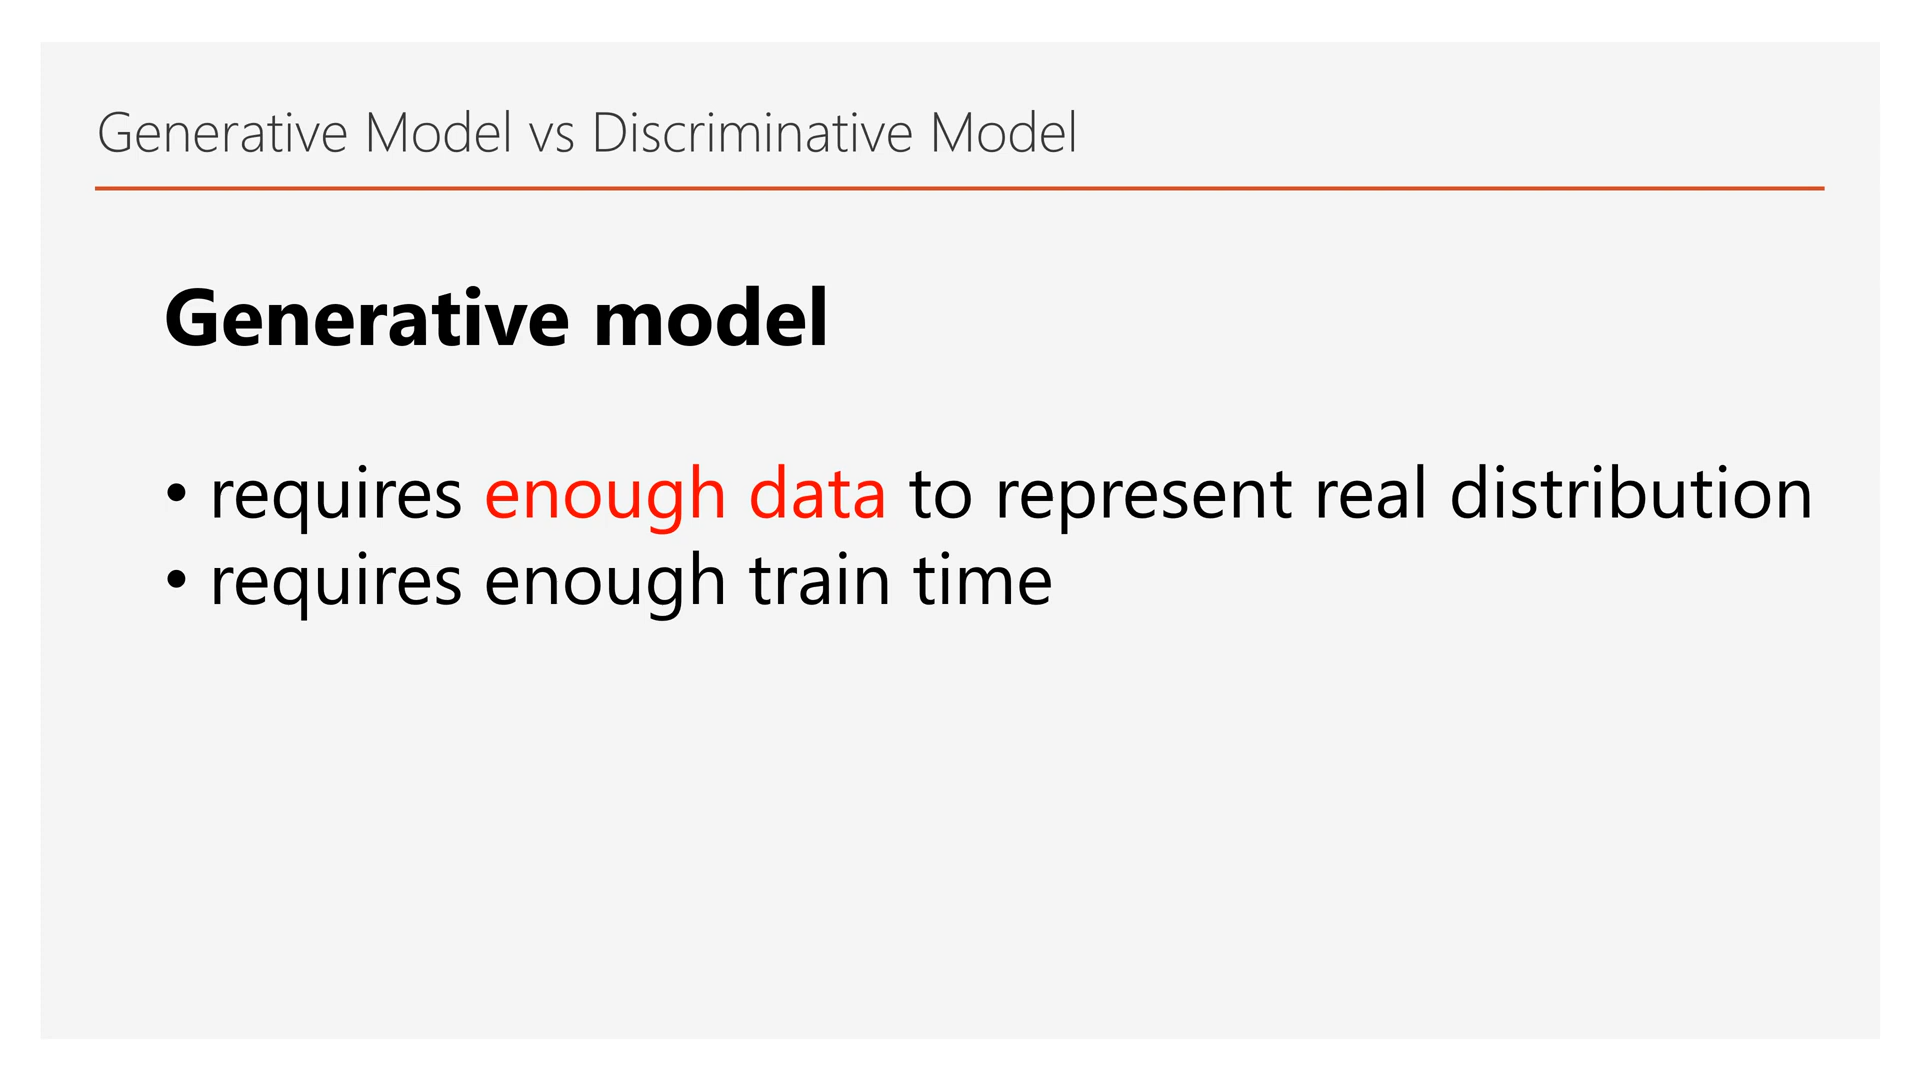 Generative Model vs Discriminative Model
Generative model
• requires enough data to represent real distribution
• requires enough train time